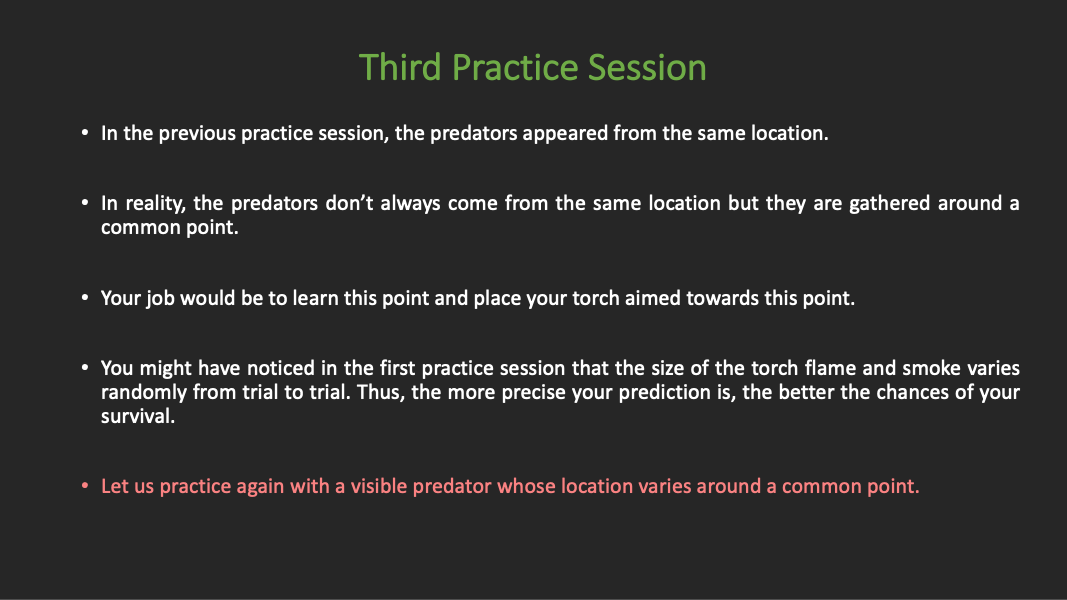 Third Practice Session
• In the previous practice session, the predators appeared from the same location.
• In reality, the predators don’t always come from the same location but they are gathered around a
common point.
• Your job would be to learn this point and place your torch aimed towards this point.
• You might have noticed in the first practice session that the size of the torch flame and smoke varies
randomly from trial to trial. Thus, the more precise your prediction is, the better the chances of your
survival.
• Let us practice again with a visible predator whose location varies around a common point.